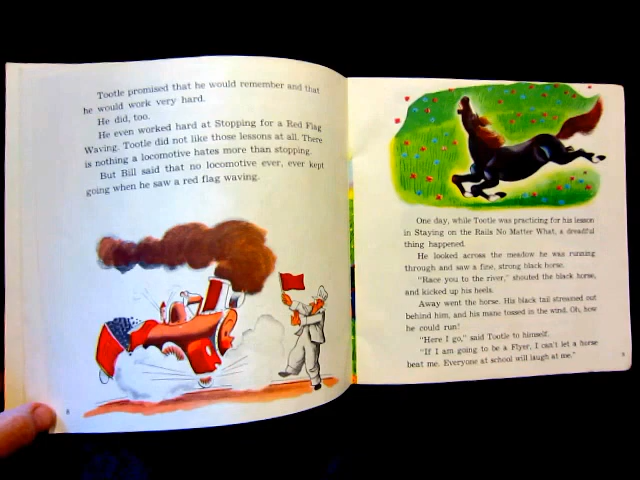 Tootle promised that he would remember and that
he would work very hard.
He did, too.
He even worked hard at Stopping for a Red Flag
Waving. Tootle did not like those lessons at all. There
is nothing a locomotive hates more than stopping.
But Bill said that no locomotive ever, ever kept
going when he saw a red flag waving.
8
One day, while Tootle was practicing for his lesson
in Staying on the Rails No Matter What, a dreadful
thing happened.
He looked across the meadow he was running
through and saw a fine, strong black horse.
"Race you to the river," shouted the black horse,
and kicked up his heels.
Away went the horse. His black tail streamed out
behind him, and his mane tossed in the wind. Oh, how
he could run!
"Here I go," said Tootle to himself.
"If I am going to be a Flyer, I can't let a horse
beat me. Everyone at school will laugh at me."